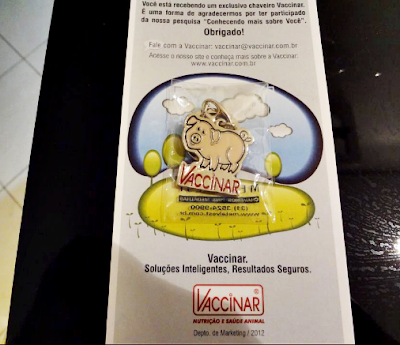 Você está recebendo um exclusivo chaveiro Vaccinar.
É uma forma de agradecermos por ter participado
da nossa pesquisa "Conhecendo mais sobre Você".
Obrigado!
Fale com a Vaccinar: vaccinar@vaccinar.com.br
Acesse o nosso site e conheça mais sobre a Vaccinar
www.vaccinar.com.br
VACCINAR
Vaccinar.
Soluções Inteligentes, Resultados Seguros.
VACCINAR®
NUTRIÇÃO E SAÚDE ANIMAL
Depto. de Marketing / 2012